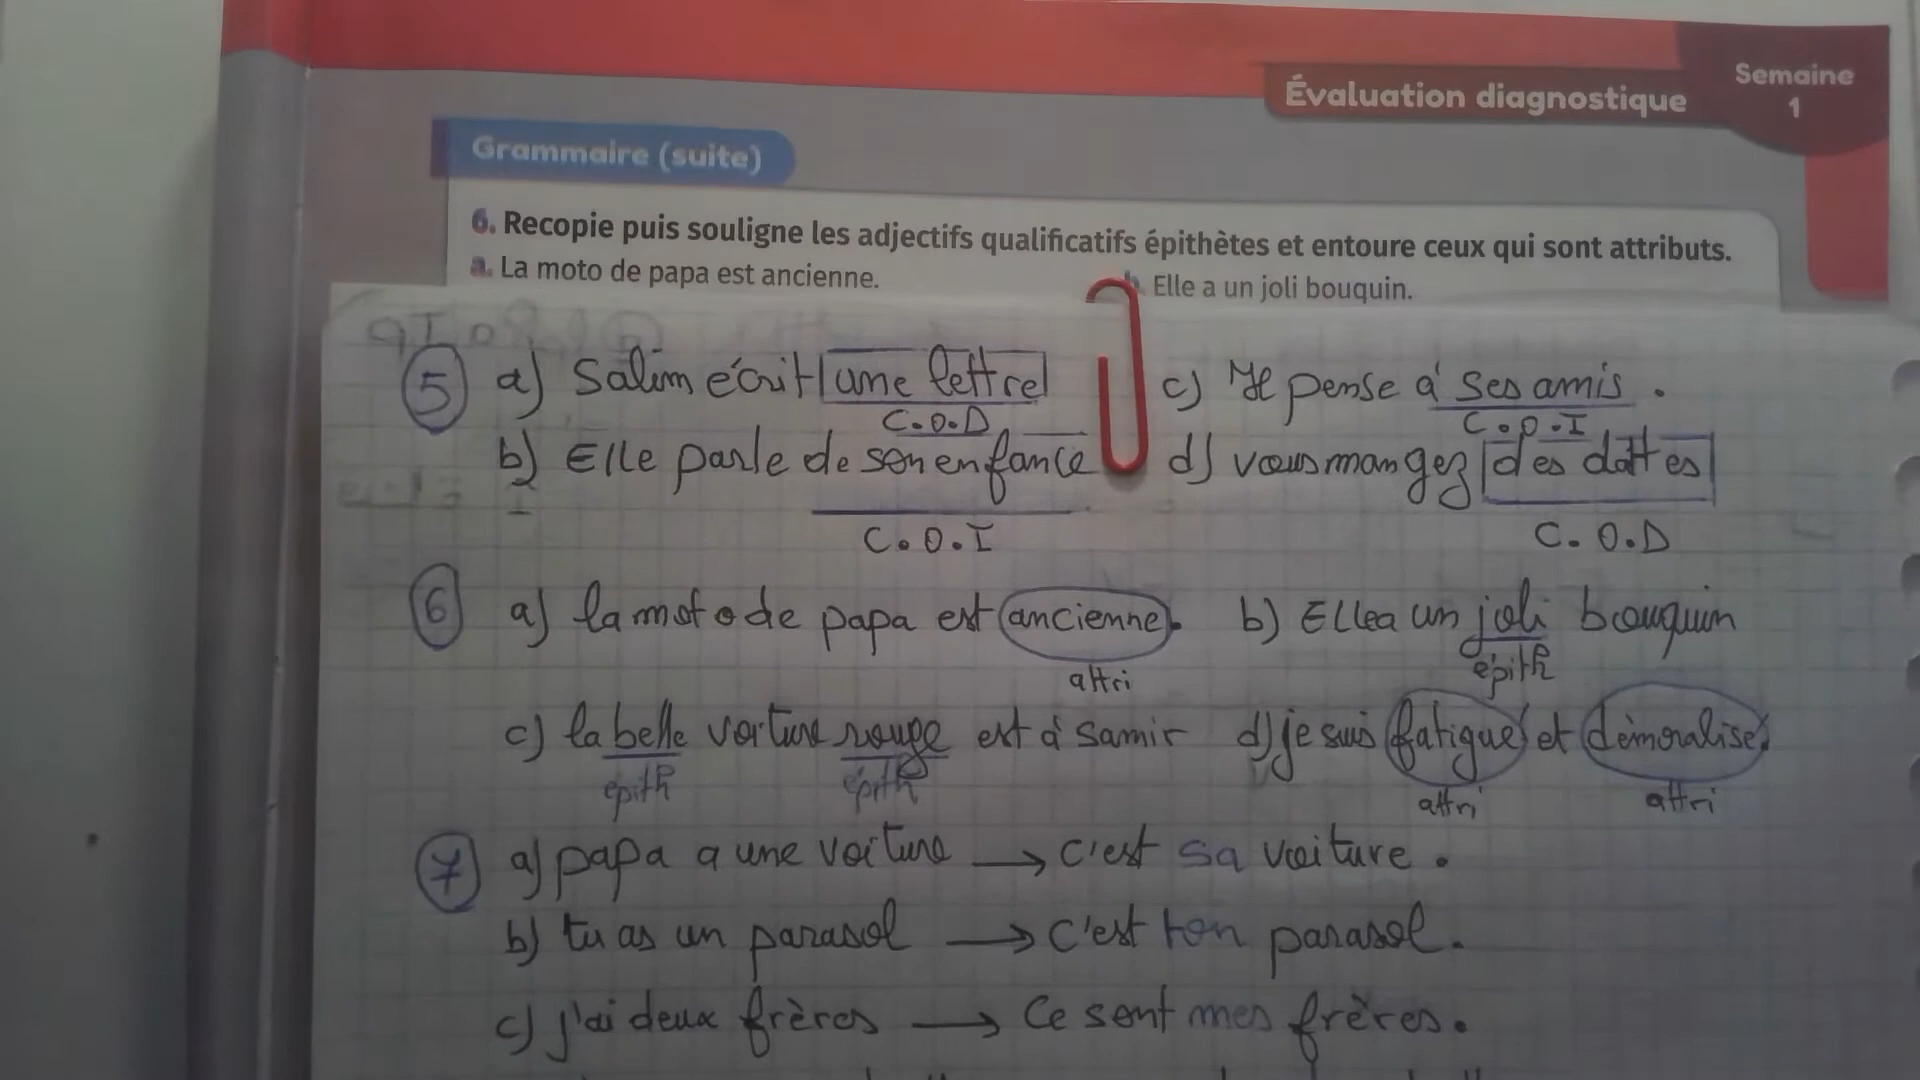 Semaine
1
Évaluation diagnostique
Grammaire (suite)
6. Recopie puis souligne les adjectifs qualificatifs épithètes et entoure ceux qui sont attributs.
a. La moto de papa est ancienne. b. Elle a un joli bouquin.
5 a) Salim écrit une lettre c) Il pense à ses amis.
C.O.D C.O.I
b) Elle parle de son enfance d) vous mangez des dattes
C.O.I C.O.D
6 a) la moto de papa est ancienne. b) Elle a un joli bouquin
attri épith
c) la belle voiture rouge est à samir d) je suis fatigué et démoralisé.
épith épith attri attri
7 a) papa a une voiture → c'est sa voiture.
b) tu as un parasol → c'est ton parasol.
c) j'ai deux frères → Ce sont mes frères.